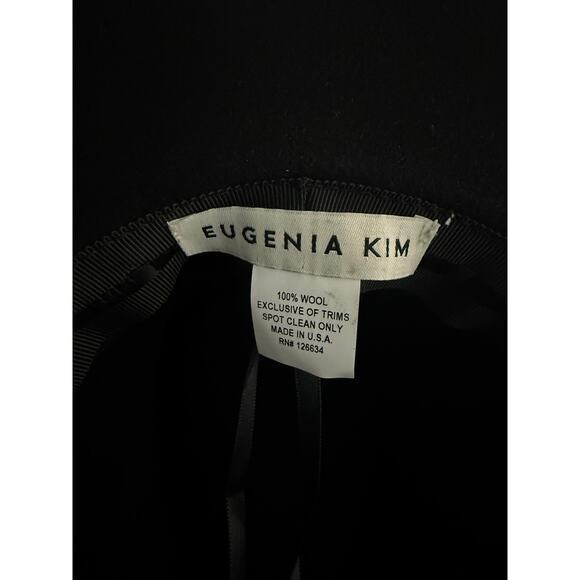 EUGENIA KIM
100% WOOL
EXCLUSIVE OF TRIMS
SPOT CLEAN ONLY
MADE IN U.S.A.
RN# 126634